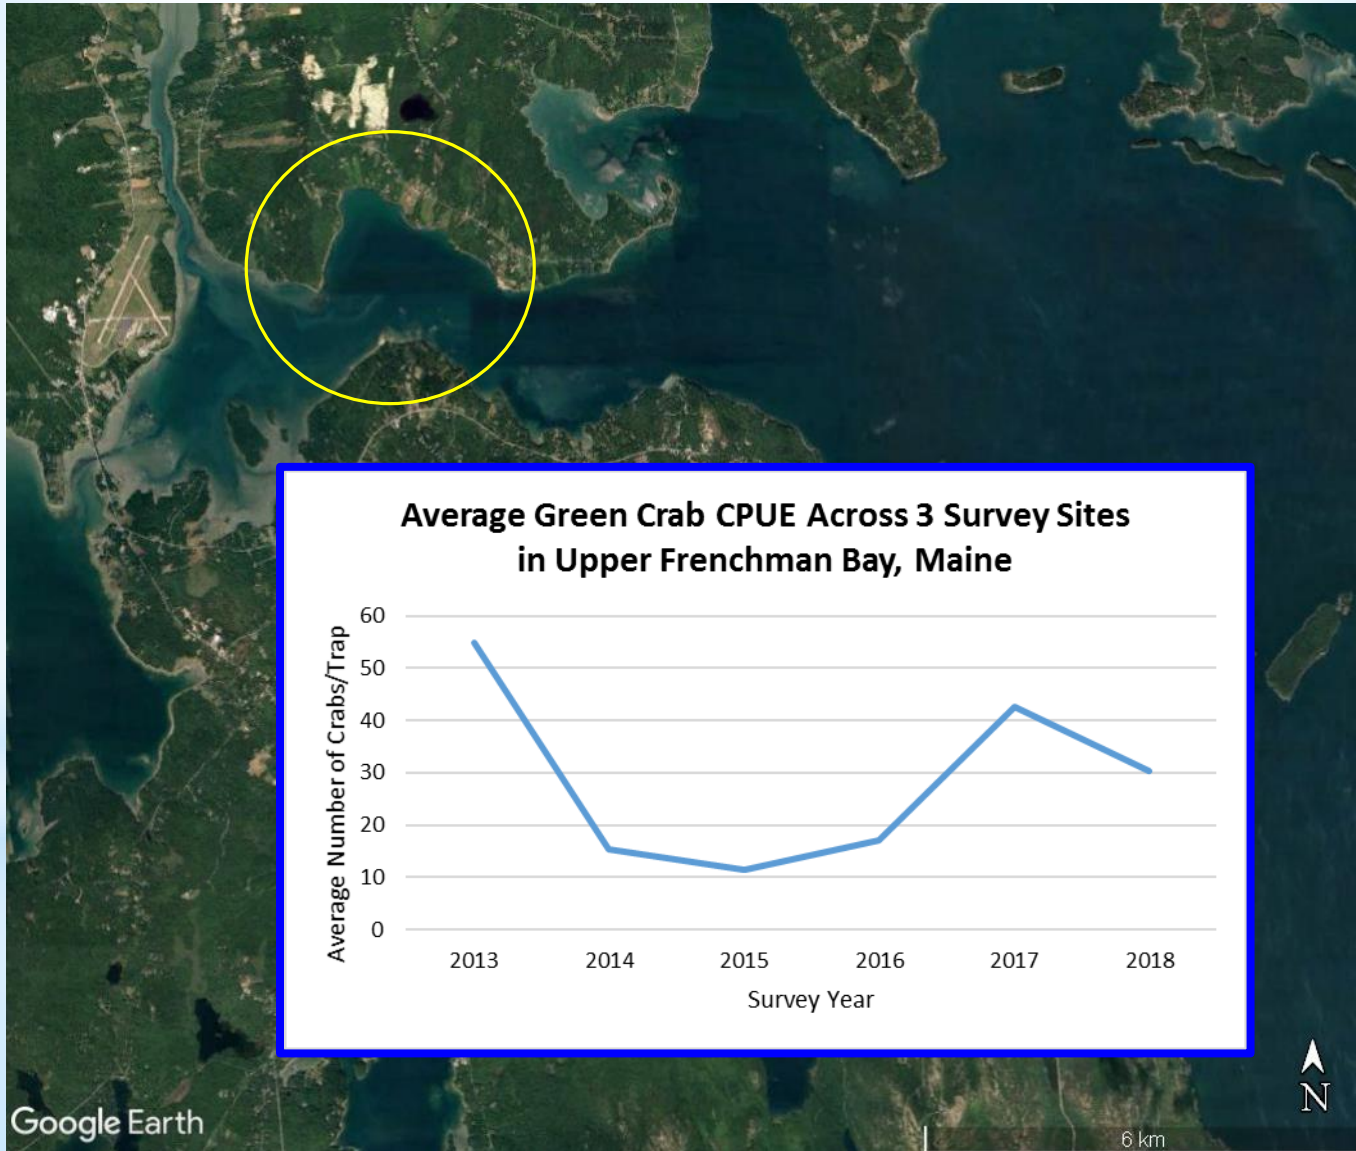 Average Green Crab CPUE Across 3 Survey Sites
in Upper Frenchman Bay, Maine
Average Number of Crabs/Trap
60
50
40
30
20
10
0
2013 2014 2015 2016 2017 2018
Survey Year
N
Google Earth
6 km